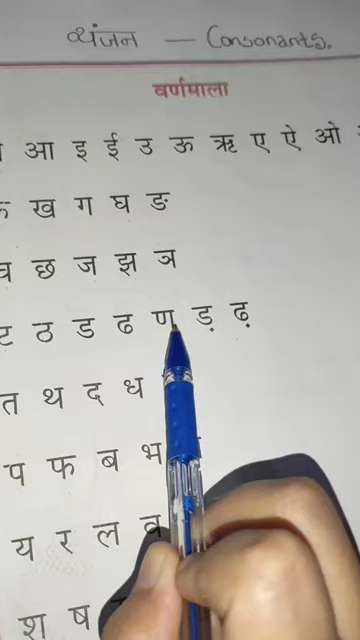 व्यंजन — Consonants.
वर्णमाला
आ इ ई उ ऊ ऋ ए ऐ ओ
ख ग घ ङ
च छ ज झ ञ
ट ठ ड ढ ण ड़ ढ़
त थ द ध
प फ ब भ
य र ल व
श ष